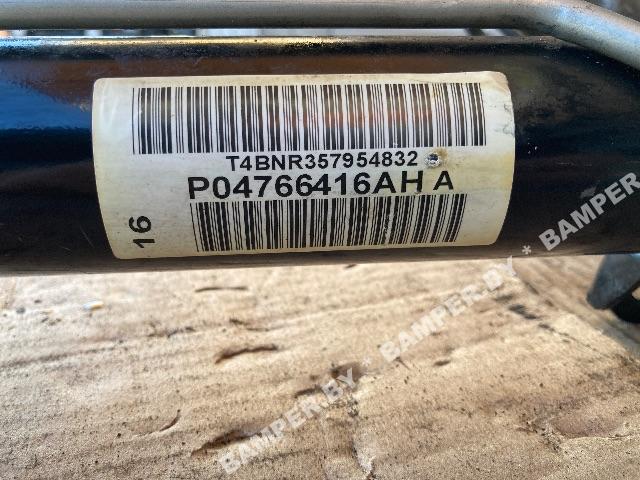 T4BNR357954832
P04766416AH A
16
BAMPER.BY * BAMPER.BY * BAMPER.BY * BAMPER